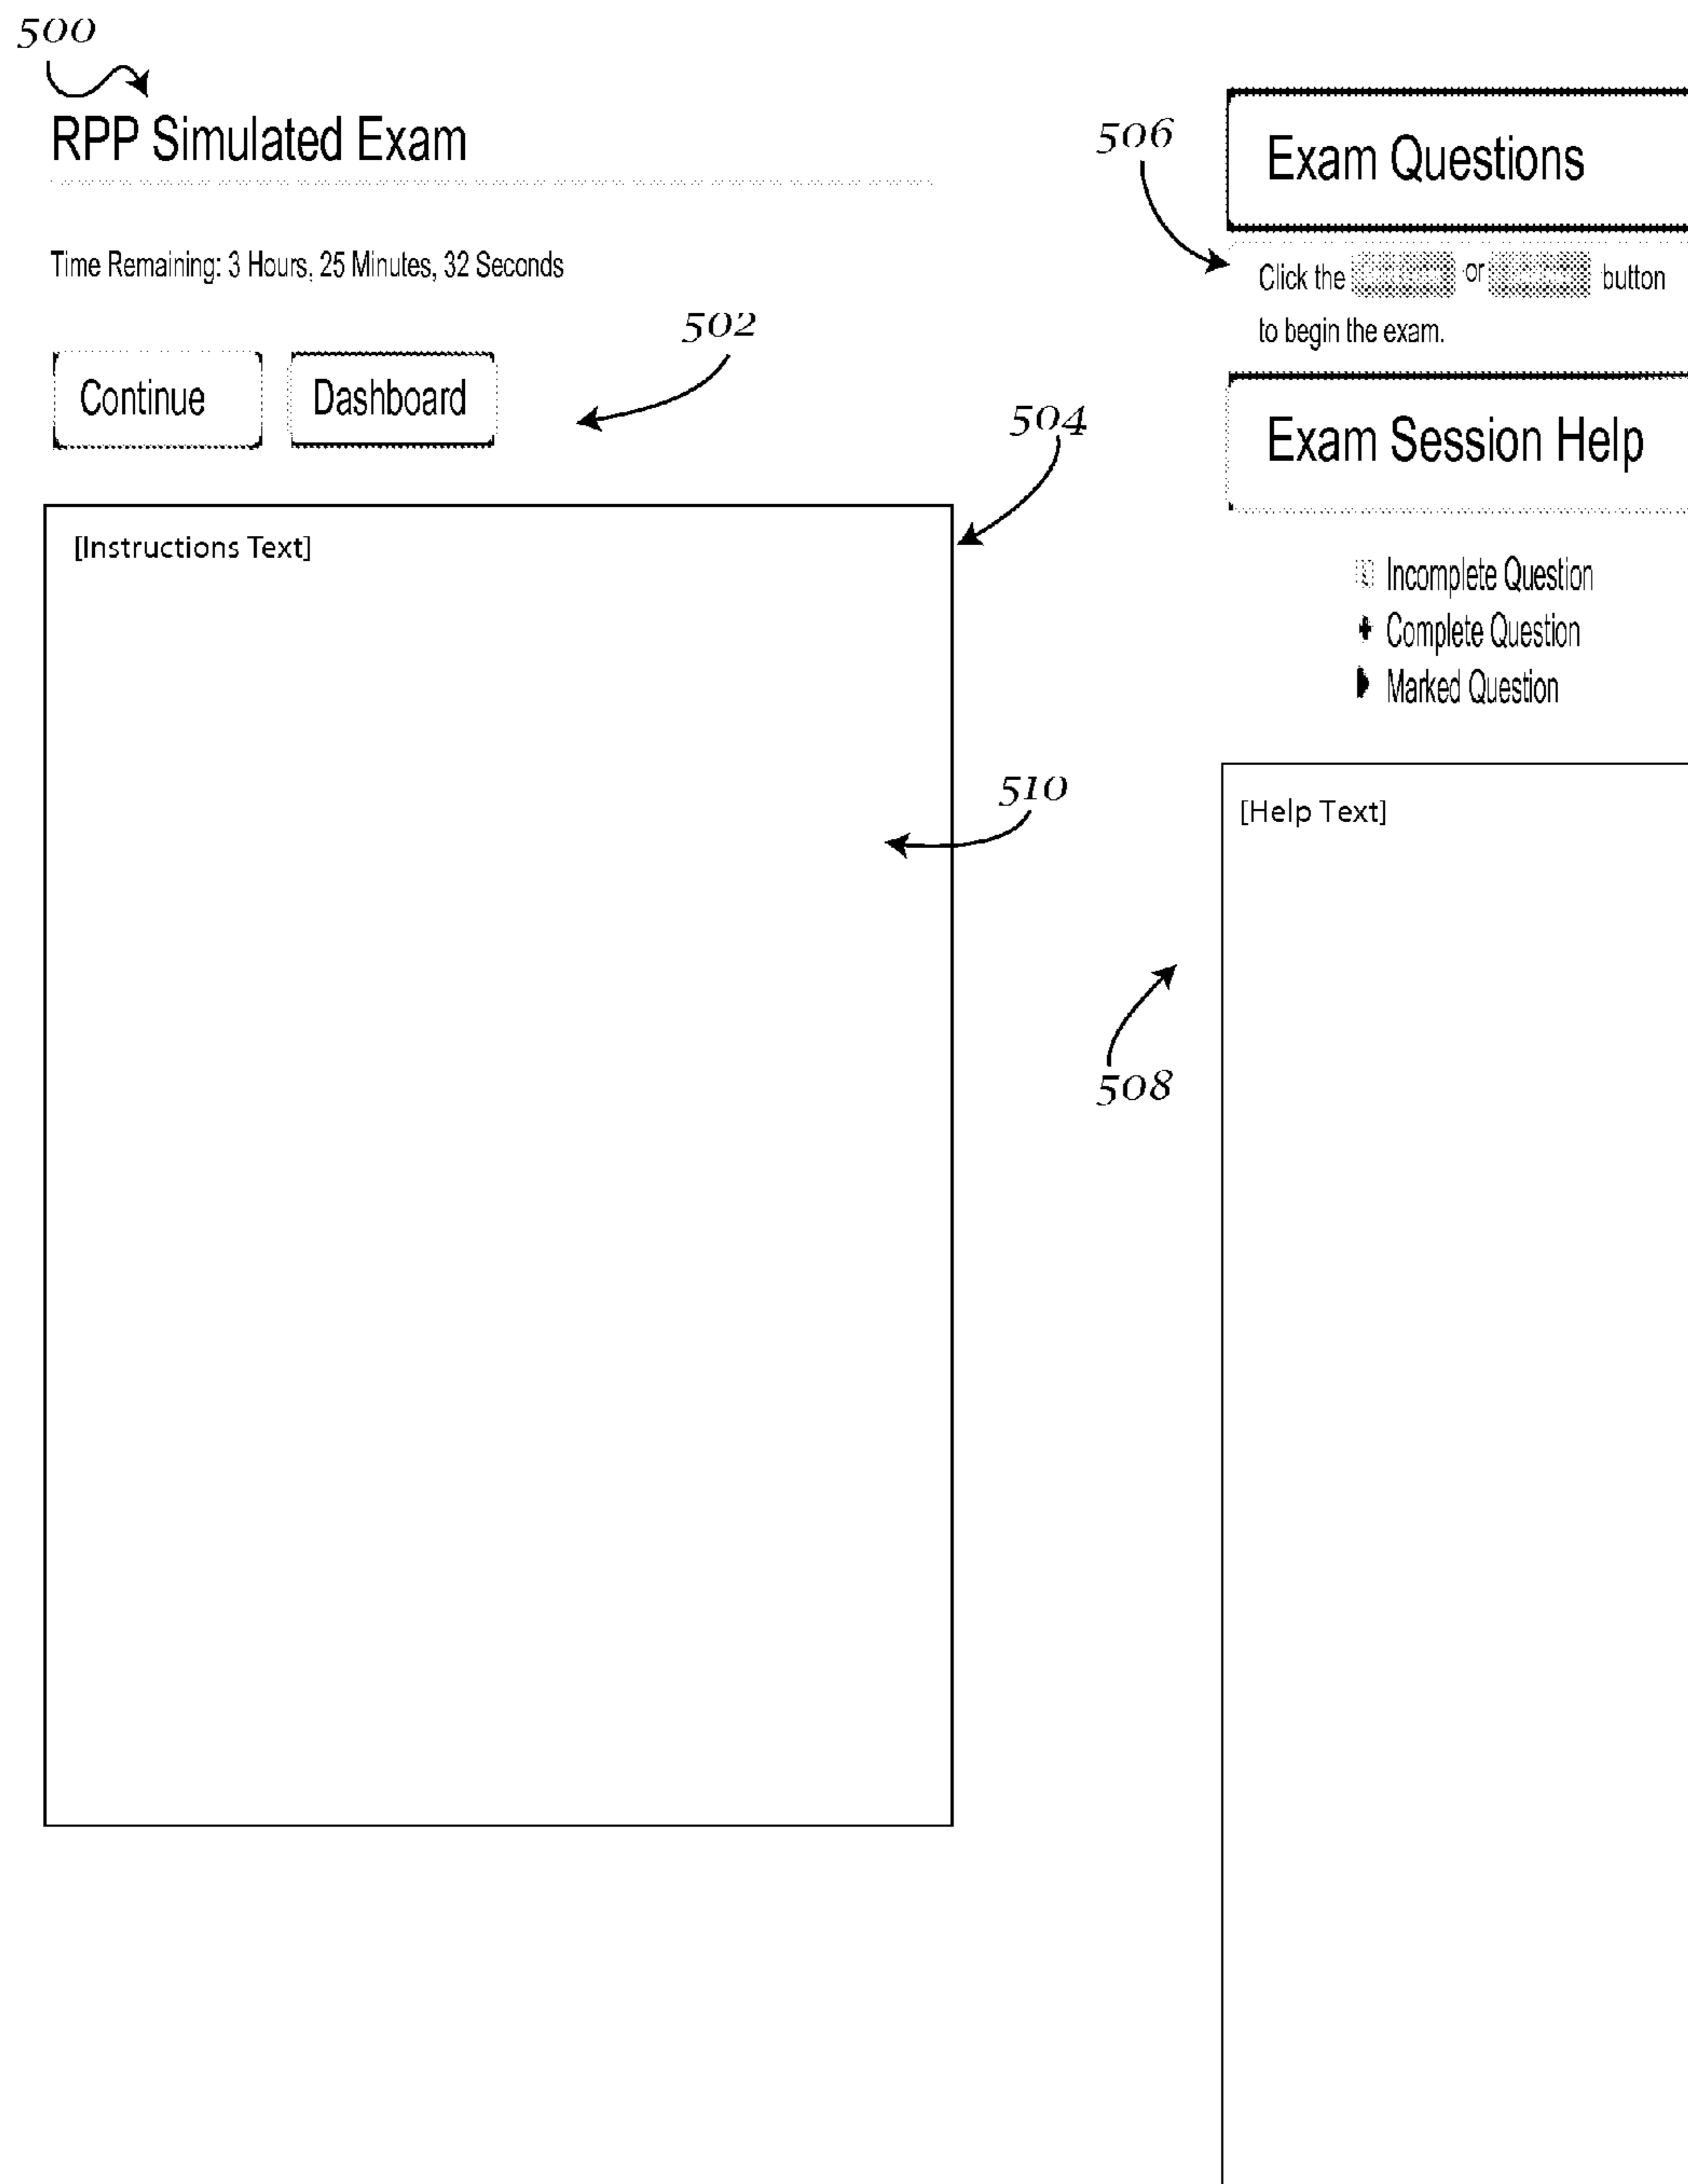 500
RPP Simulated Exam
Time Remaining: 3 Hours, 25 Minutes, 32 Seconds
502
Continue
Dashboard
504
[Instructions Text]
510
506
Exam Questions
Click the or button
to begin the exam.
Exam Session Help
Incomplete Question
Complete Question
Marked Question
508
[Help Text]